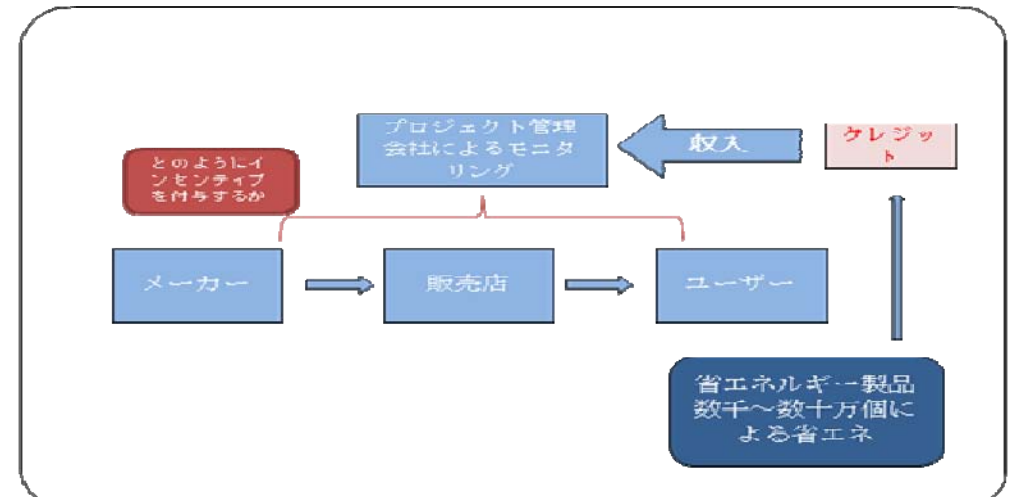 プロジェクト管理
会社によるモニタ
リング
収入
クレジッ
ト
とのようにイ
ンセンティブ
を付与するか
メーカー
販売店
ユーザー
省エネルギー製品
数千～数十万個に
よる省エネ